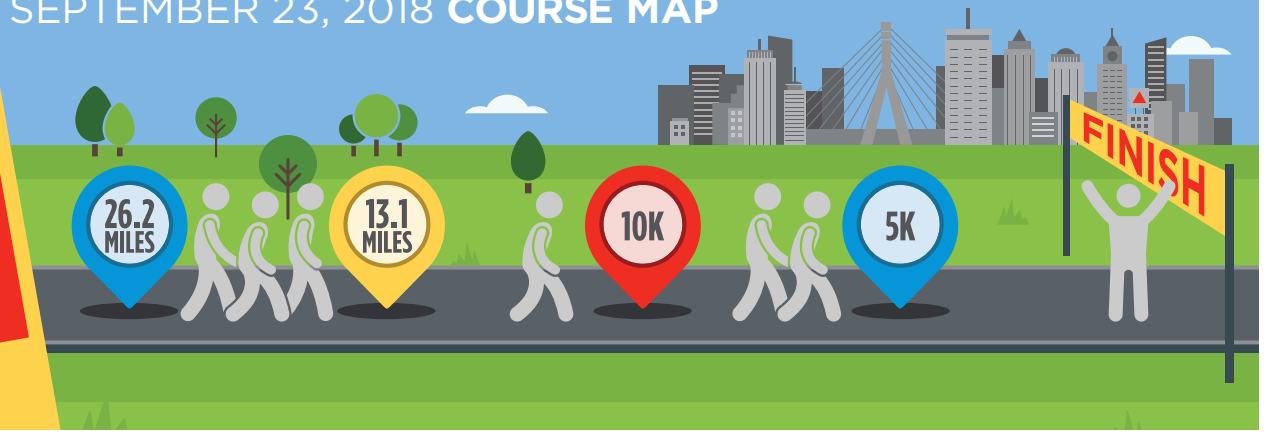 SEPTEMBER 23, 2018 COURSE MAP
26.2
MILES
13.1
MILES
10K
5K
FINISH